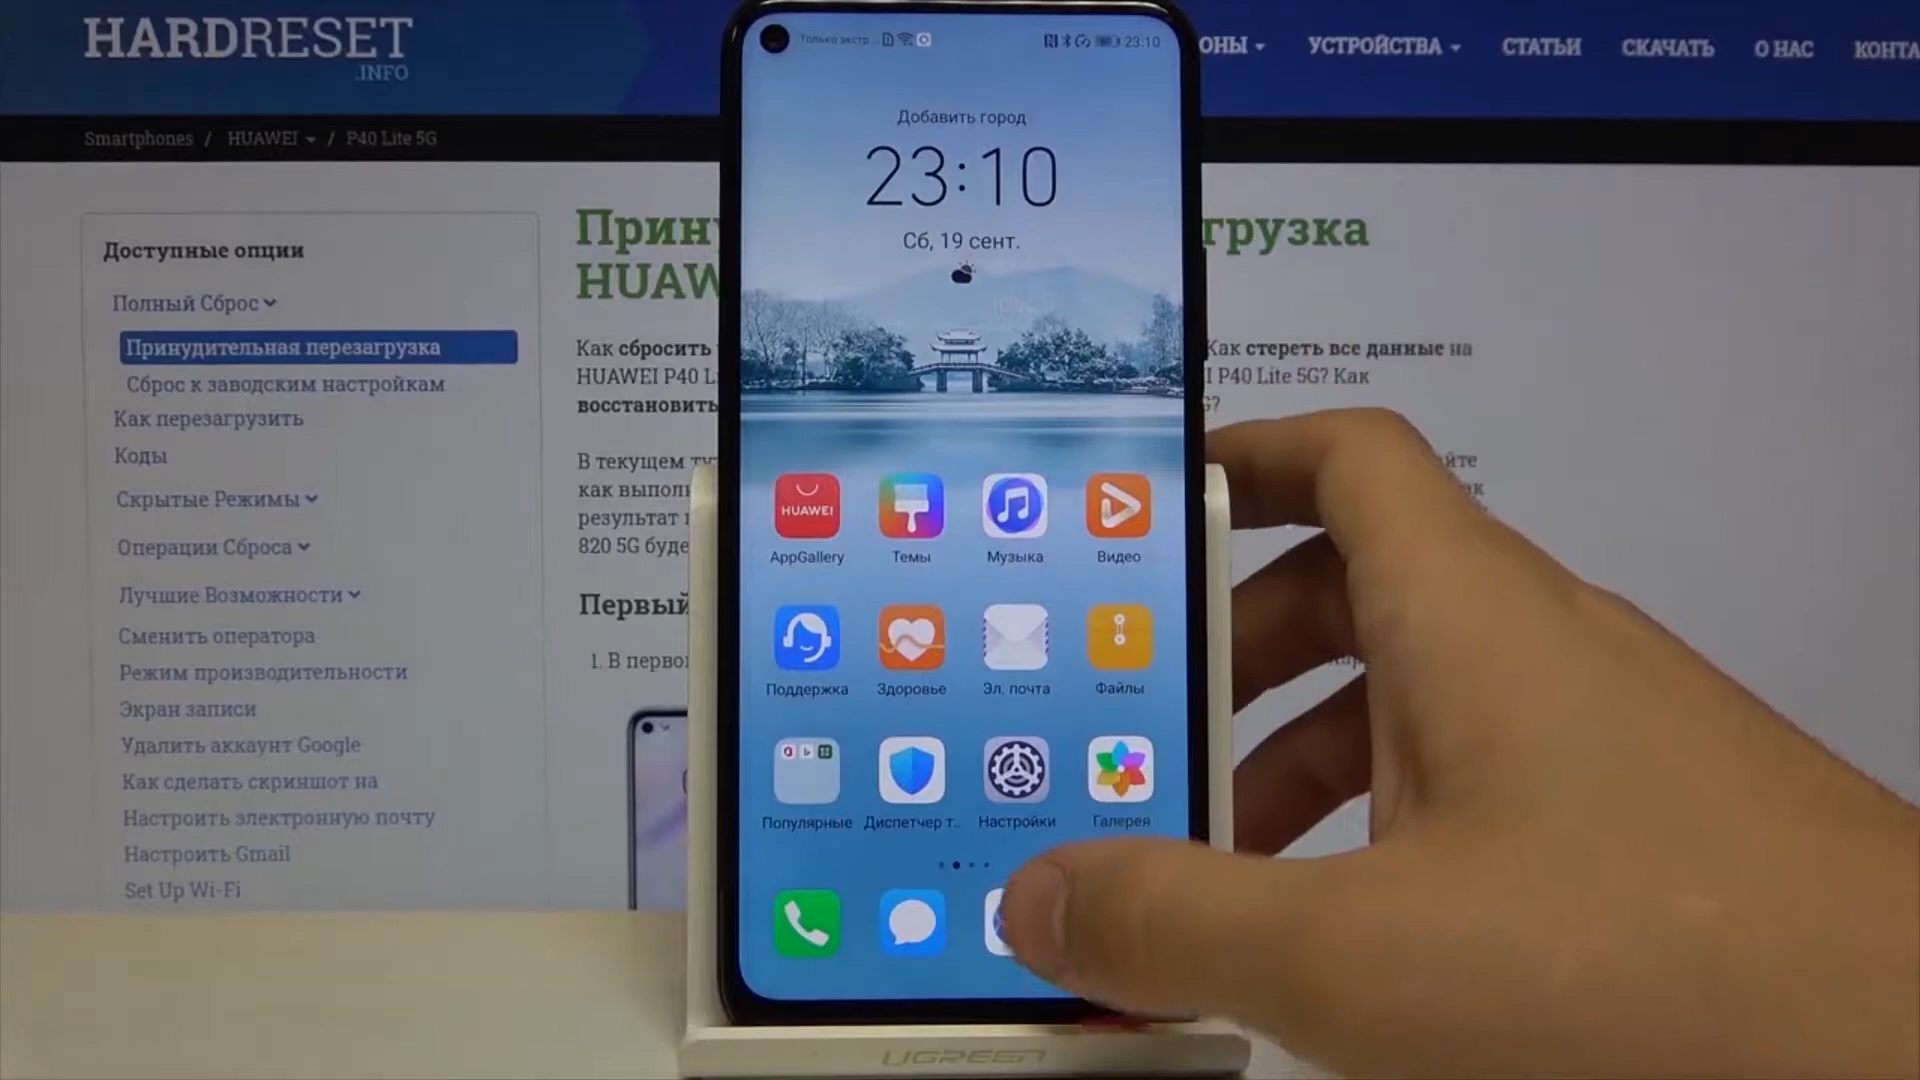 HARDRESET
.INFO
УСТРОЙСТВА
СТАТЬИ
СКАЧАТЬ
О НАС
Smartphones / HUAWEI / P40 Lite 5G
Доступные опции
Полный Сброс
Принудительная перезагрузка
Сброс к заводским настройкам
Как перезагрузить
Коды
Скрытые Режимы
Операции Сброса
Лучшие Возможности
Сменить оператора
Режим производительности
Экран записи
Удалить аккаунт Google
Как сделать скриншот на
Настроить электронную почту
Настроить Gmail
Set Up Wi-Fi
Как сбросить
HUAWEI P40
восстановить
В текущем
как
результат
820 5G буде
Первый
1. В
Как стереть все данные на
P40 Lite 5G? Как
23:10
Добавить город
23:10
Сб, 19 сент.
HUAWEI
AppGallery
Темы
Музыка
Видео
Поддержка
Здоровье
Эл. почта
Файлы
Популярные
Диспетчер т..
Настройки
Галерея
UGREEN